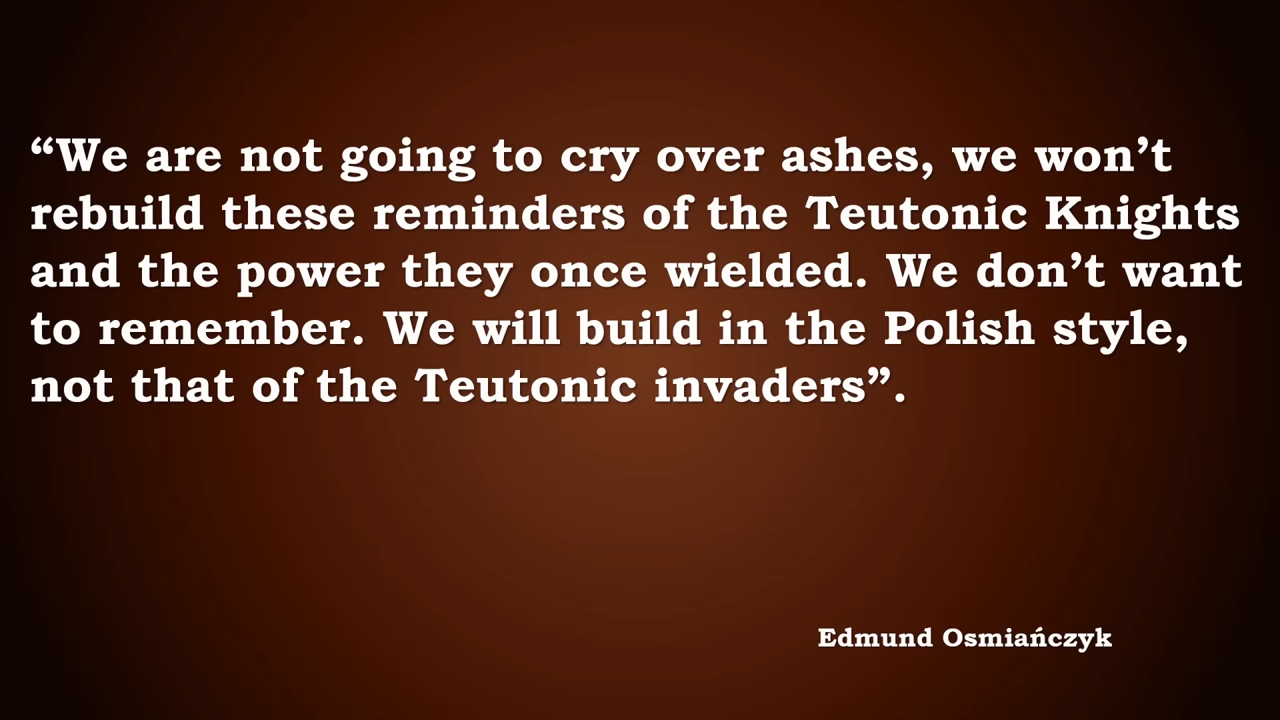 “We are not going to cry over ashes, we won’t
rebuild these reminders of the Teutonic Knights
and the power they once wielded. We don’t want
to remember. We will build in the Polish style,
not that of the Teutonic invaders”.
Edmund Osmiańczyk